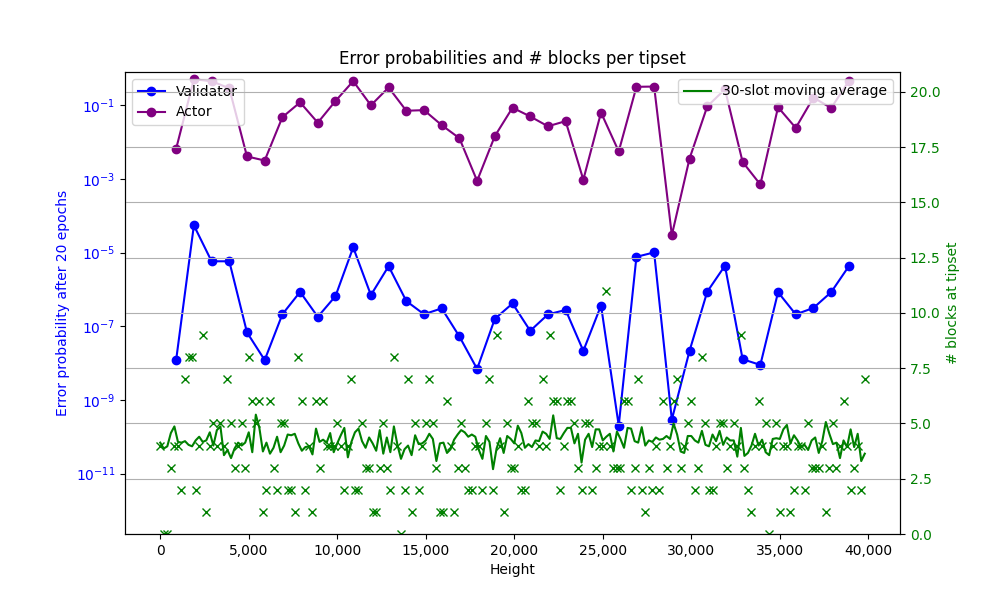 Error probabilities and # blocks per tipset
Validator
Actor
30-slot moving average
Error probability after 20 epochs
10⁻¹
10⁻³
10⁻⁵
10⁻⁷
10⁻⁹
10⁻¹¹
20.0
17.5
15.0
12.5
10.0
7.5
5.0
2.5
0.0
# blocks at tipset
0 5,000 10,000 15,000 20,000 25,000 30,000 35,000 40,000
Height